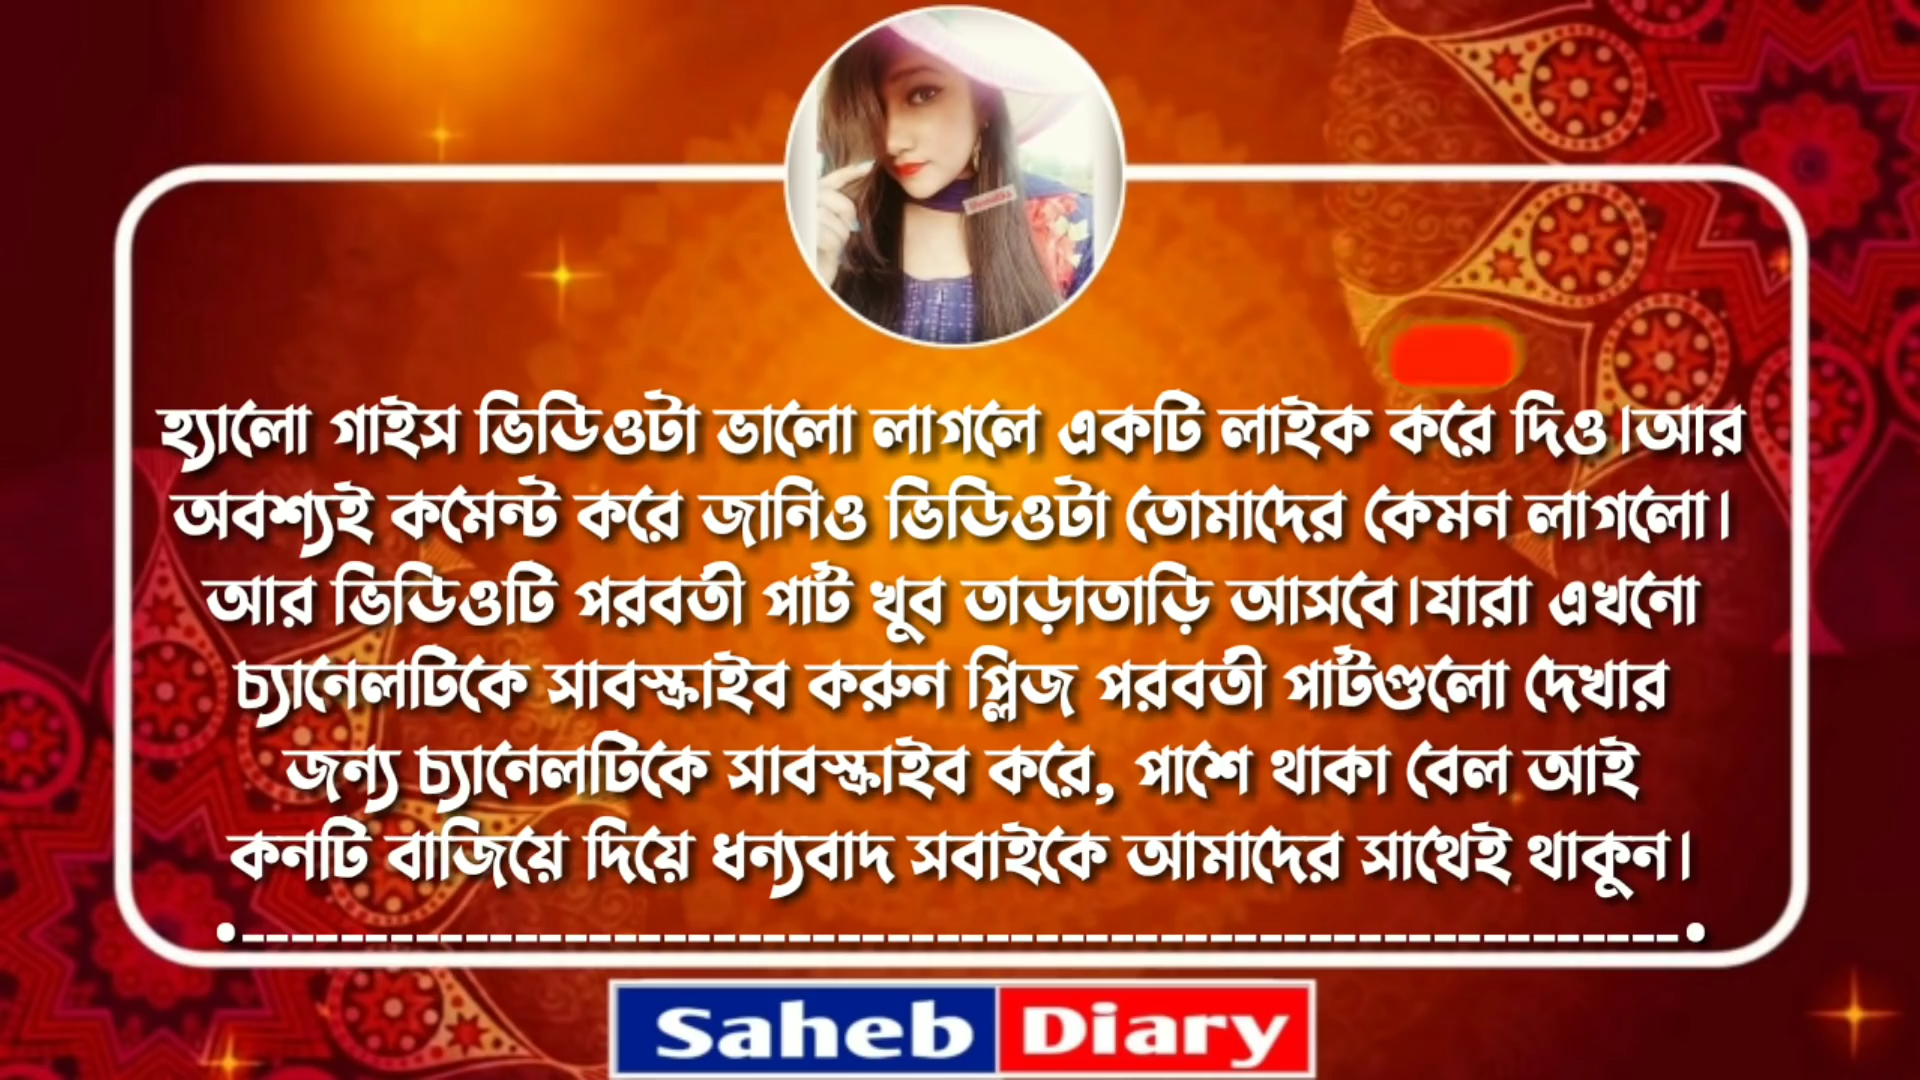 হ্যালো গাইস ভিডিওটা ভালো লাগলে একটি লাইক করে দিও।আর
অবশ্যই কমেন্ট করে জানিও ভিডিওটা তোমাদের কেমন লাগলো।
আর ভিডিওটি পরবর্তী পার্ট খুব তাড়াতাড়ি আসবে।যারা এখনো
চ্যানেলটিকে সাবস্ক্রাইব করুন প্লিজ পরবর্তী পার্টগুলো দেখার
জন্য চ্যানেলটিকে সাবস্ক্রাইব করে, পাশে থাকা বেল আই
কনটি বাজিয়ে দিয়ে ধন্যবাদ সবাইকে আমাদের সাথেই থাকুন।
Saheb Diary